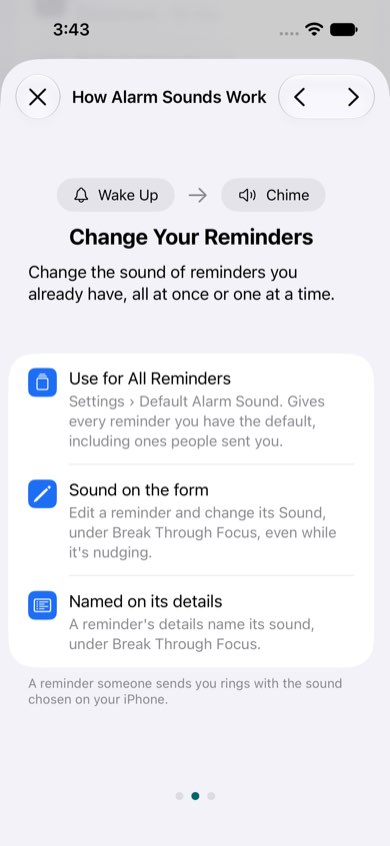 3:43
How Alarm Sounds Work
Wake Up
Chime
Change Your Reminders
Change the sound of reminders you
already have, all at once or one at a time.
Use for All Reminders
Settings › Default Alarm Sound. Gives
every reminder you have the default,
including ones people sent you.
Sound on the form
Edit a reminder and change its Sound,
under Break Through Focus, even while
it's nudging.
Named on its details
A reminder's details name its sound,
under Break Through Focus.
A reminder someone sends you rings with the sound
chosen on your iPhone.